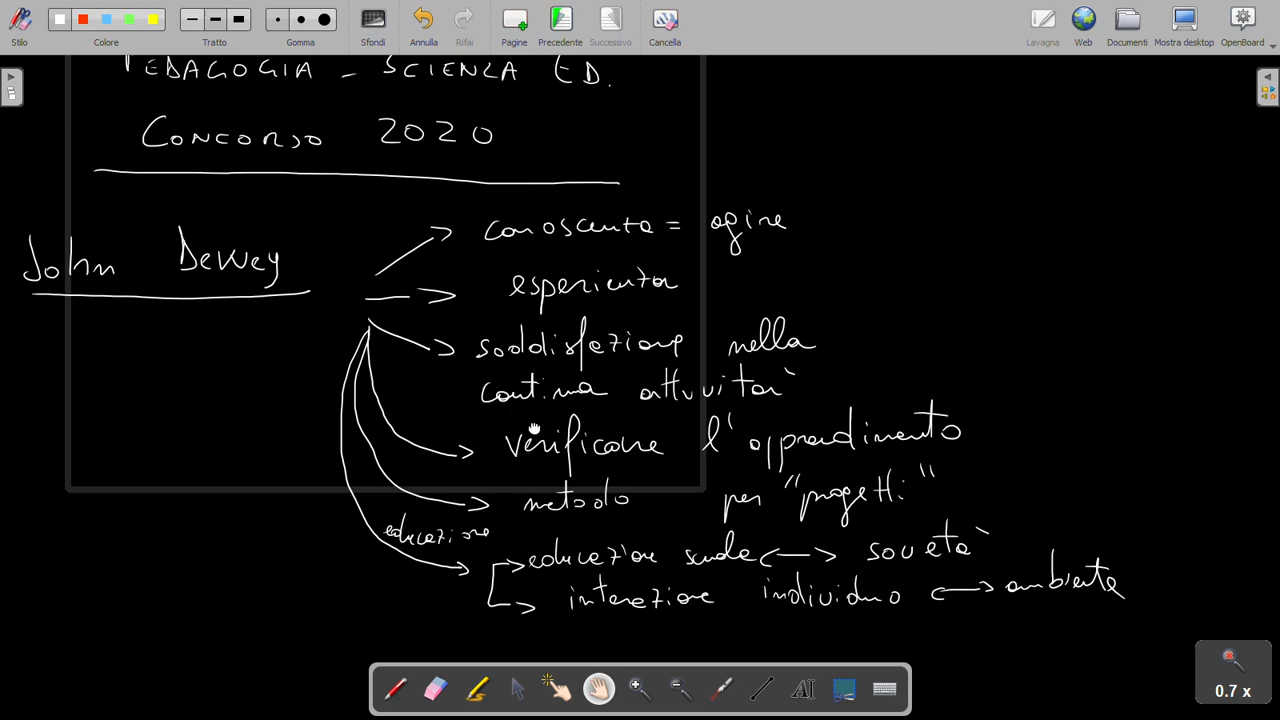 Stilo Colore Tratto Gomma Sfondi Annulla Rifai Pagine Precedente Successivo Cancella Lavagna Web Documenti Mostra desktop OpenBoard
PEDAGOGIA - SCIENZA ED.
CONCORSO 2020
conoscenza = agire
John Dewey
esperienza
soddisfazione nella
continua attività
verificare l'apprendimento
metodo per "progetti"
educazione
educazione scuola <-> società
interazione individuo <-> ambiente
0.7 x